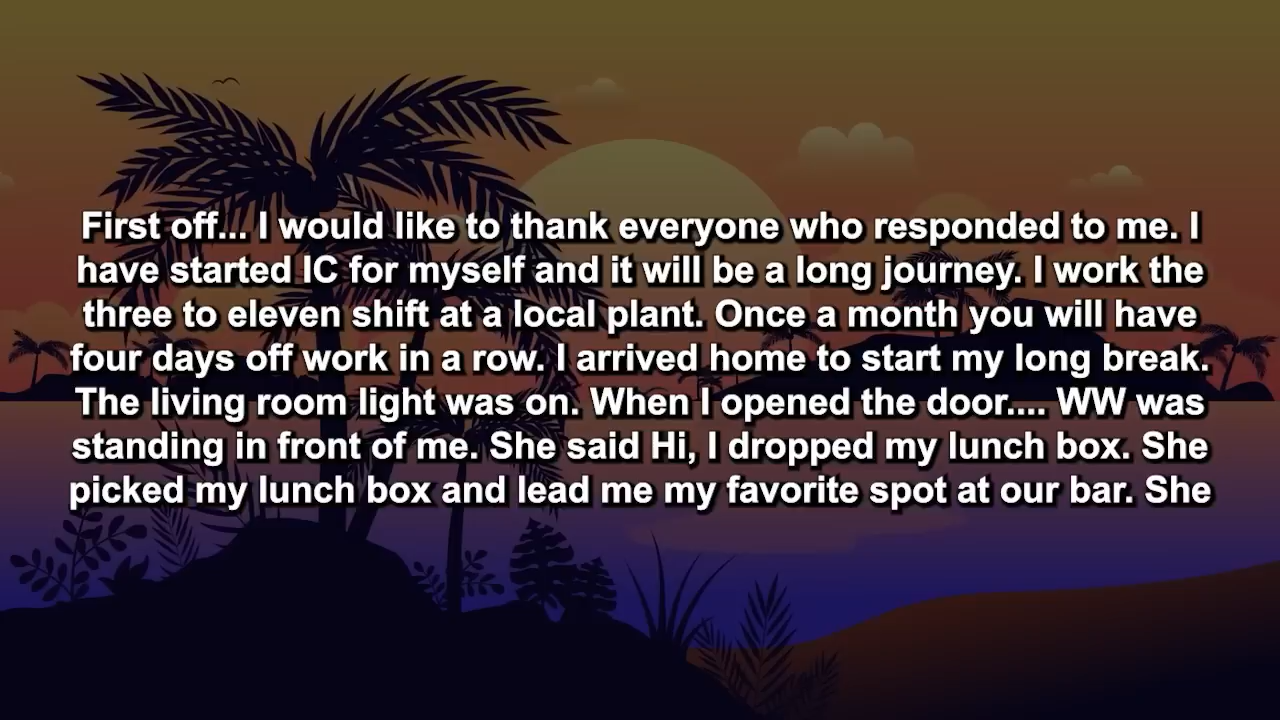 First off... I would like to thank everyone who responded to me. I
have started IC for myself and it will be a long journey. I work the
three to eleven shift at a local plant. Once a month you will have
four days off work in a row. I arrived home to start my long break.
The living room light was on. When I opened the door.... WW was
standing in front of me. She said Hi, I dropped my lunch box. She
picked my lunch box and lead me my favorite spot at our bar. She